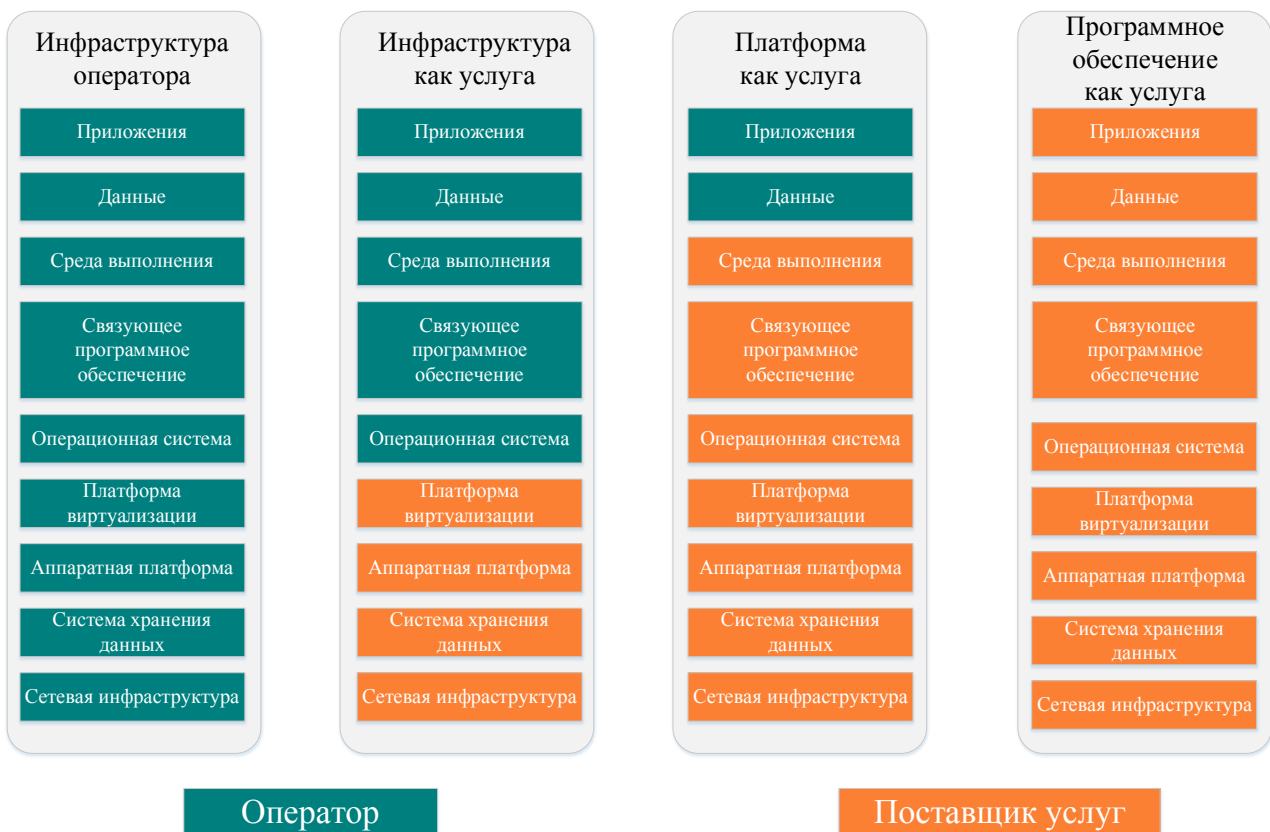 Инфраструктура
оператора
Приложения
Данные
Среда выполнения
Связующее
программное
обеспечение
Операционная система
Платформа
виртуализации
Аппаратная платформа
Система хранения
данных
Сетевая инфраструктура
Инфраструктура
как услуга
Приложения
Данные
Среда выполнения
Связующее
программное
обеспечение
Операционная система
Платформа
виртуализации
Аппаратная платформа
Система хранения
данных
Сетевая инфраструктура
Платформа
как услуга
Приложения
Данные
Среда выполнения
Связующее
программное
обеспечение
Операционная система
Платформа
виртуализации
Аппаратная платформа
Система хранения
данных
Сетевая инфраструктура
Программное
обеспечение
как услуга
Приложения
Данные
Среда выполнения
Связующее
программное
обеспечение
Операционная система
Платформа
виртуализации
Аппаратная платформа
Система хранения
данных
Сетевая инфраструктура
Оператор
Поставщик услуг